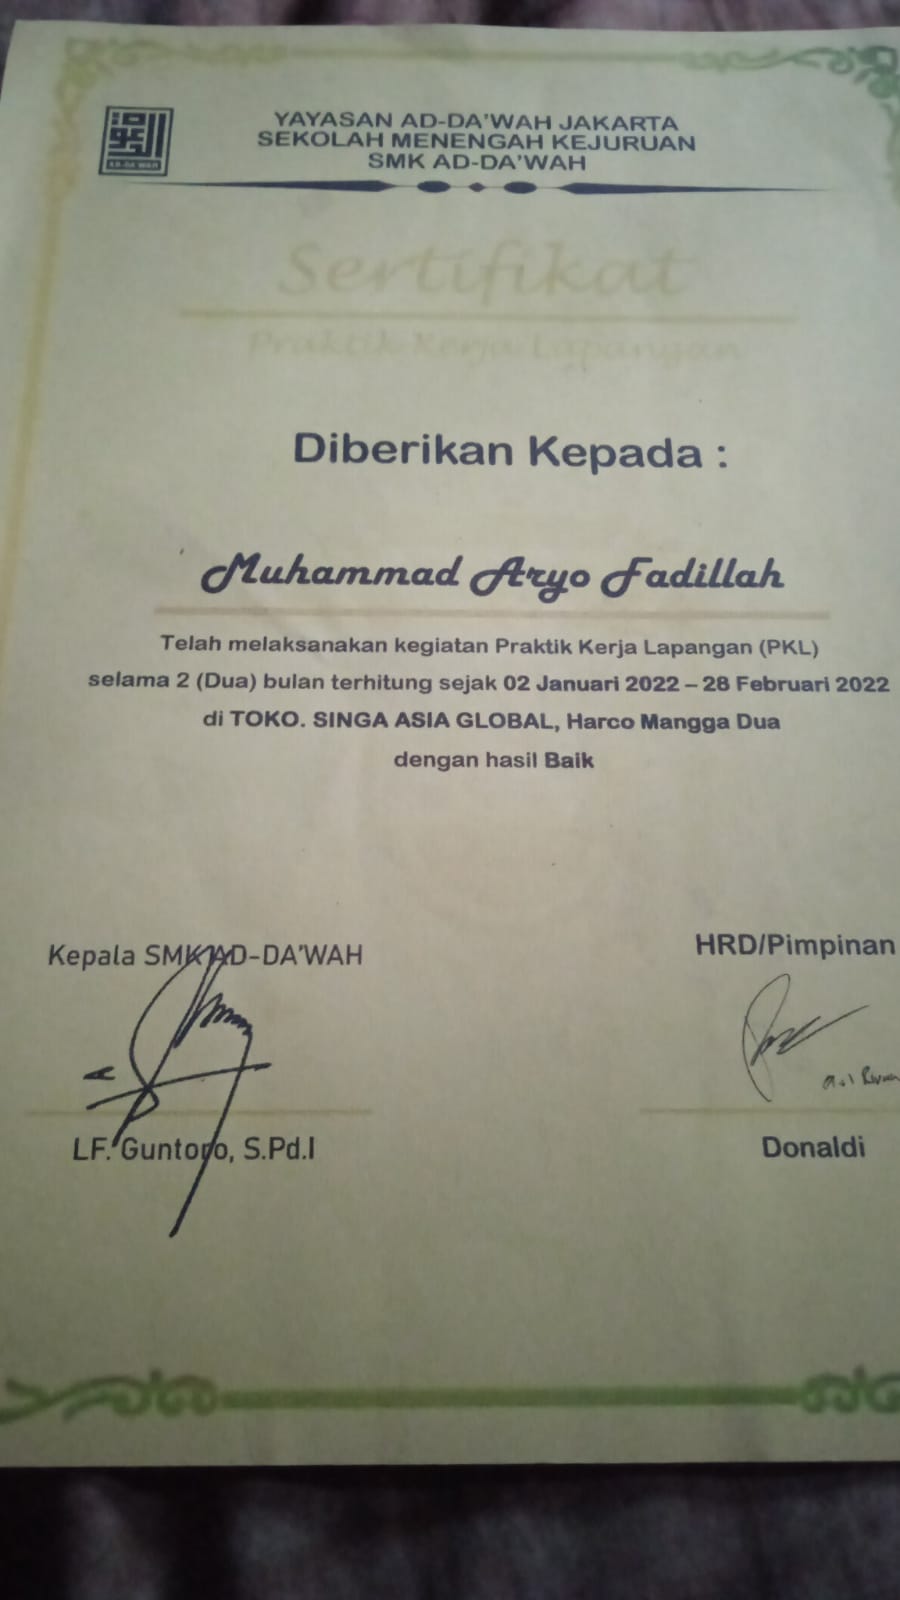 AD-DA'WAH
YAYASAN AD-DA'WAH JAKARTA
SEKOLAH MENENGAH KEJURUAN
SMK AD-DA'WAH
Sertifikat
Praktik Kerja Lapangan
Diberikan Kepada :
Muhammad Aryo Fadillah
Telah melaksanakan kegiatan Praktik Kerja Lapangan (PKL)
selama 2 (Dua) bulan terhitung sejak 02 Januari 2022 – 28 Februari 2022
di TOKO. SINGA ASIA GLOBAL, Harco Mangga Dua
dengan hasil Baik
Kepala SMK AD-DA'WAH
LF. Guntoro, S.Pd.I
HRD/Pimpinan
Donaldi